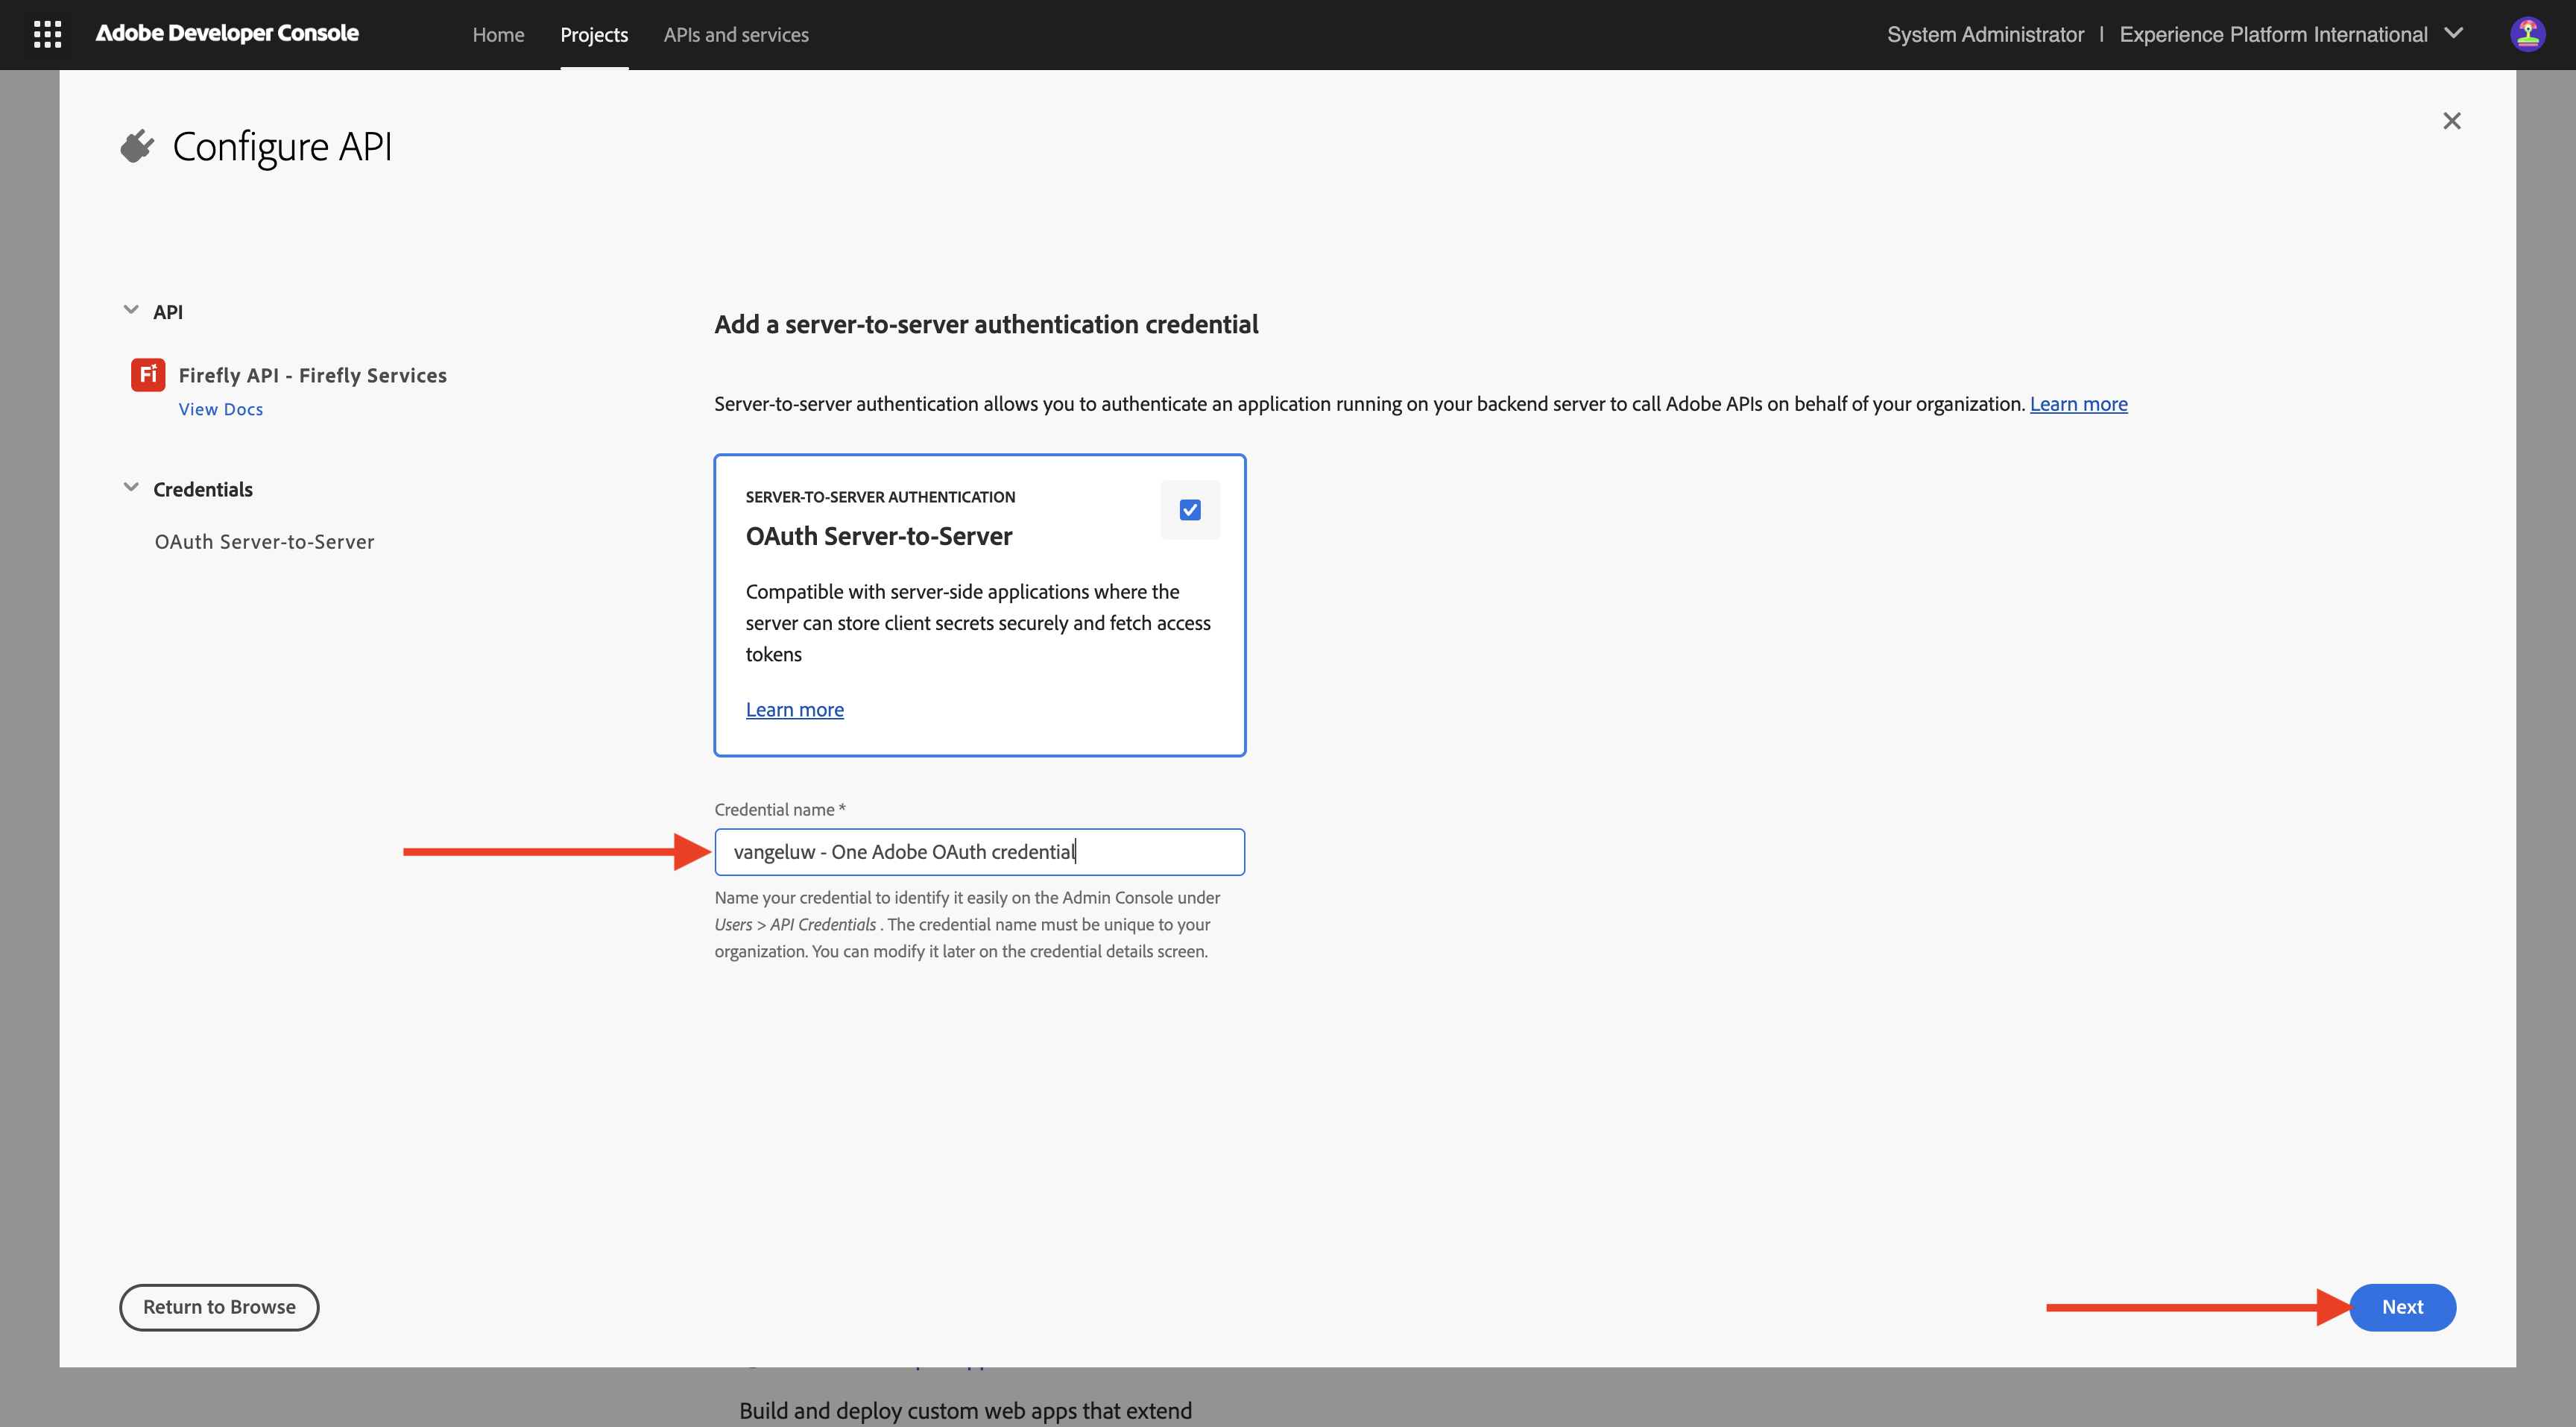 Adobe Developer Console
Home
Projects
APIs and services
System Administrator | Experience Platform International
Configure API
API
Fi
Firefly API - Firefly Services
View Docs
Credentials
OAuth Server-to-Server
Add a server-to-server authentication credential
Server-to-server authentication allows you to authenticate an application running on your backend server to call Adobe APIs on behalf of your organization. Learn more
SERVER-TO-SERVER AUTHENTICATION
OAuth Server-to-Server
Compatible with server-side applications where the
server can store client secrets securely and fetch access
tokens
Learn more
Credential name *
vangeluw - One Adobe OAuth credential
Name your credential to identify it easily on the Admin Console under
Users > API Credentials . The credential name must be unique to your
organization. You can modify it later on the credential details screen.
Return to Browse
Next
Build and deploy custom web apps that extend